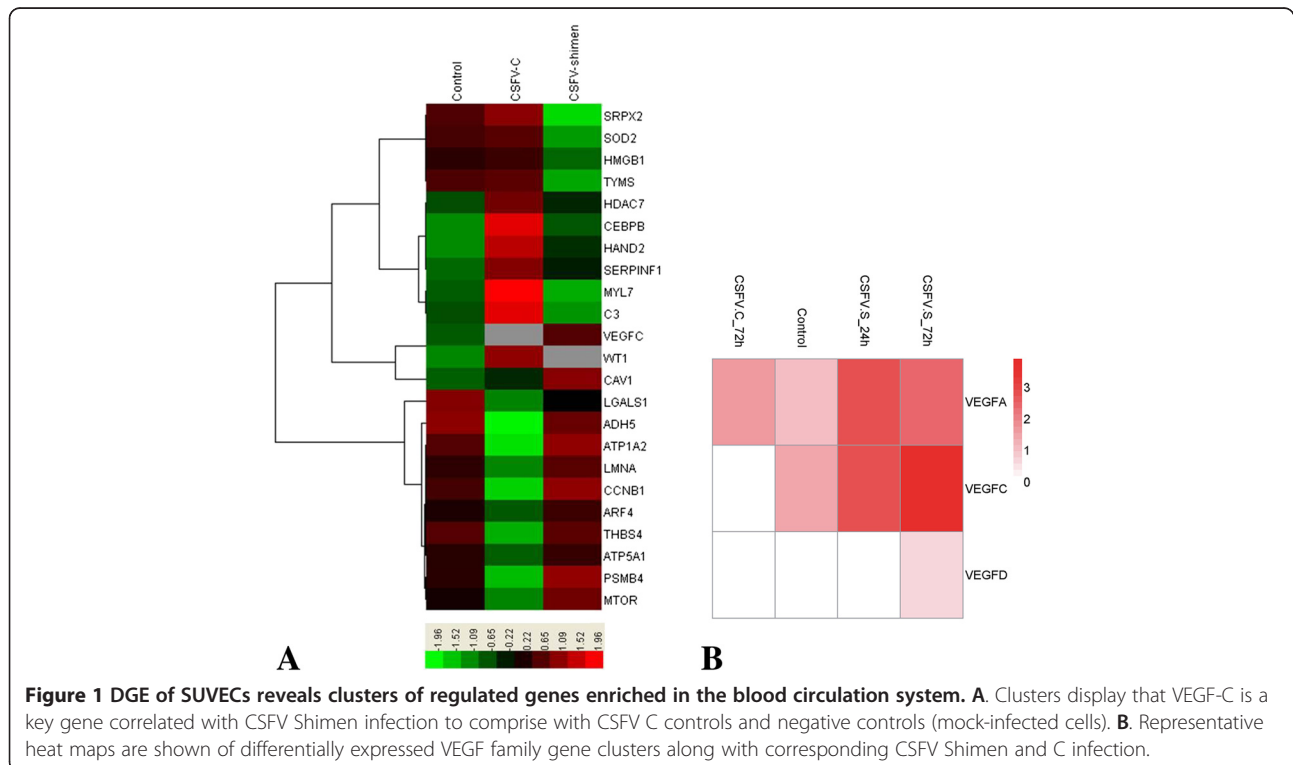 Control
CSFV-C
CSFV-shimen
SRPX2
SOD2
HMGB1
TYMS
HDAC7
CEBPB
HAND2
SERPINF1
MYL7
C3
VEGFC
WT1
CAV1
LGALS1
ADH5
ATP1A2
LMNA
CCNB1
ARF4
THBS4
ATP5A1
PSMB4
MTOR
-1.96
-1.52
-1.09
-0.65
-0.22
0.22
0.65
1.09
1.52
1.96
A
CSFV.C_72h
Control
CSFV.S_24h
CSFV.S_72h
VEGFA
VEGFC
VEGFD
3
2
1
0
B
Figure 1 DGE of SUVECs reveals clusters of regulated genes enriched in the blood circulation system. A. Clusters display that VEGF-C is a
key gene correlated with CSFV Shimen infection to comprise with CSFV C controls and negative controls (mock-infected cells). B. Representative
heat maps are shown of differentially expressed VEGF family gene clusters along with corresponding CSFV Shimen and C infection.